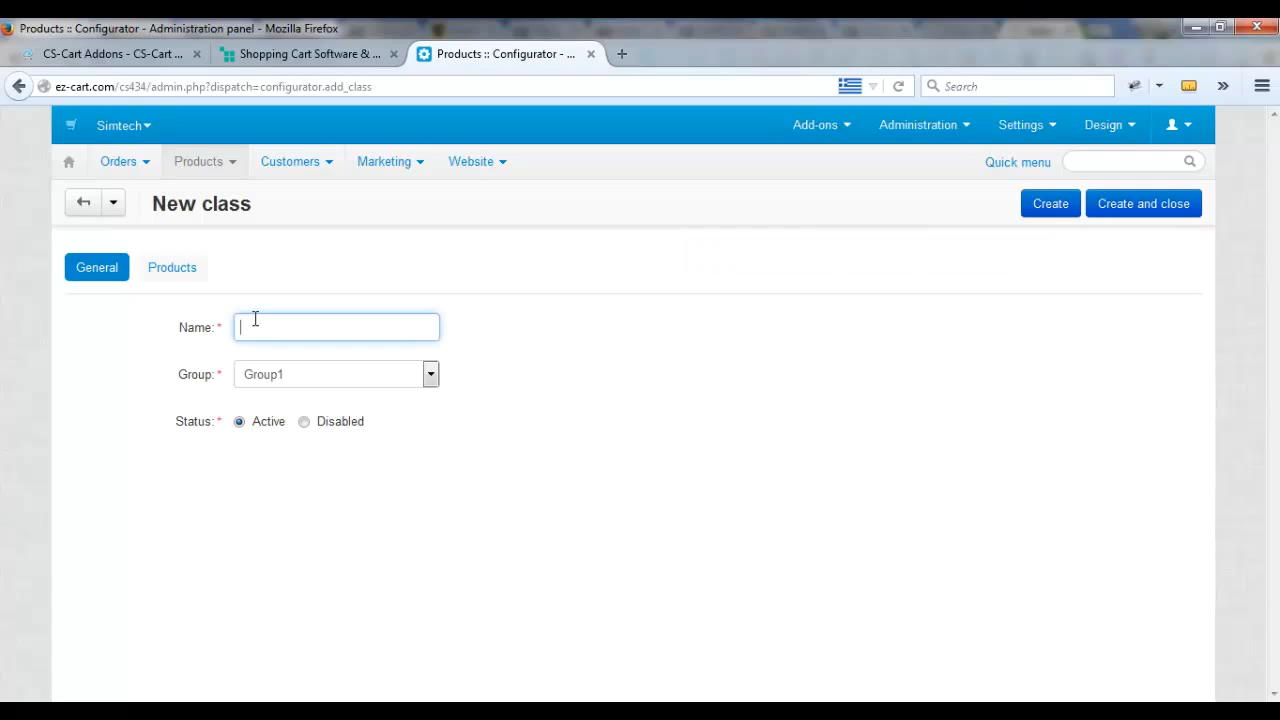 Products :: Configurator - Administration panel - Mozilla Firefox
CS-Cart Addons - CS-Cart ...
Shopping Cart Software & ...
Products :: Configurator - ...
ez-cart.com/cs434/admin.php?dispatch=configurator.add_class
Search
Simtech
Add-ons
Administration
Settings
Design
Orders
Products
Customers
Marketing
Website
Quick menu
New class
Create
Create and close
General
Products
Name: *
Group: *
Group1
Status: *
Active
Disabled